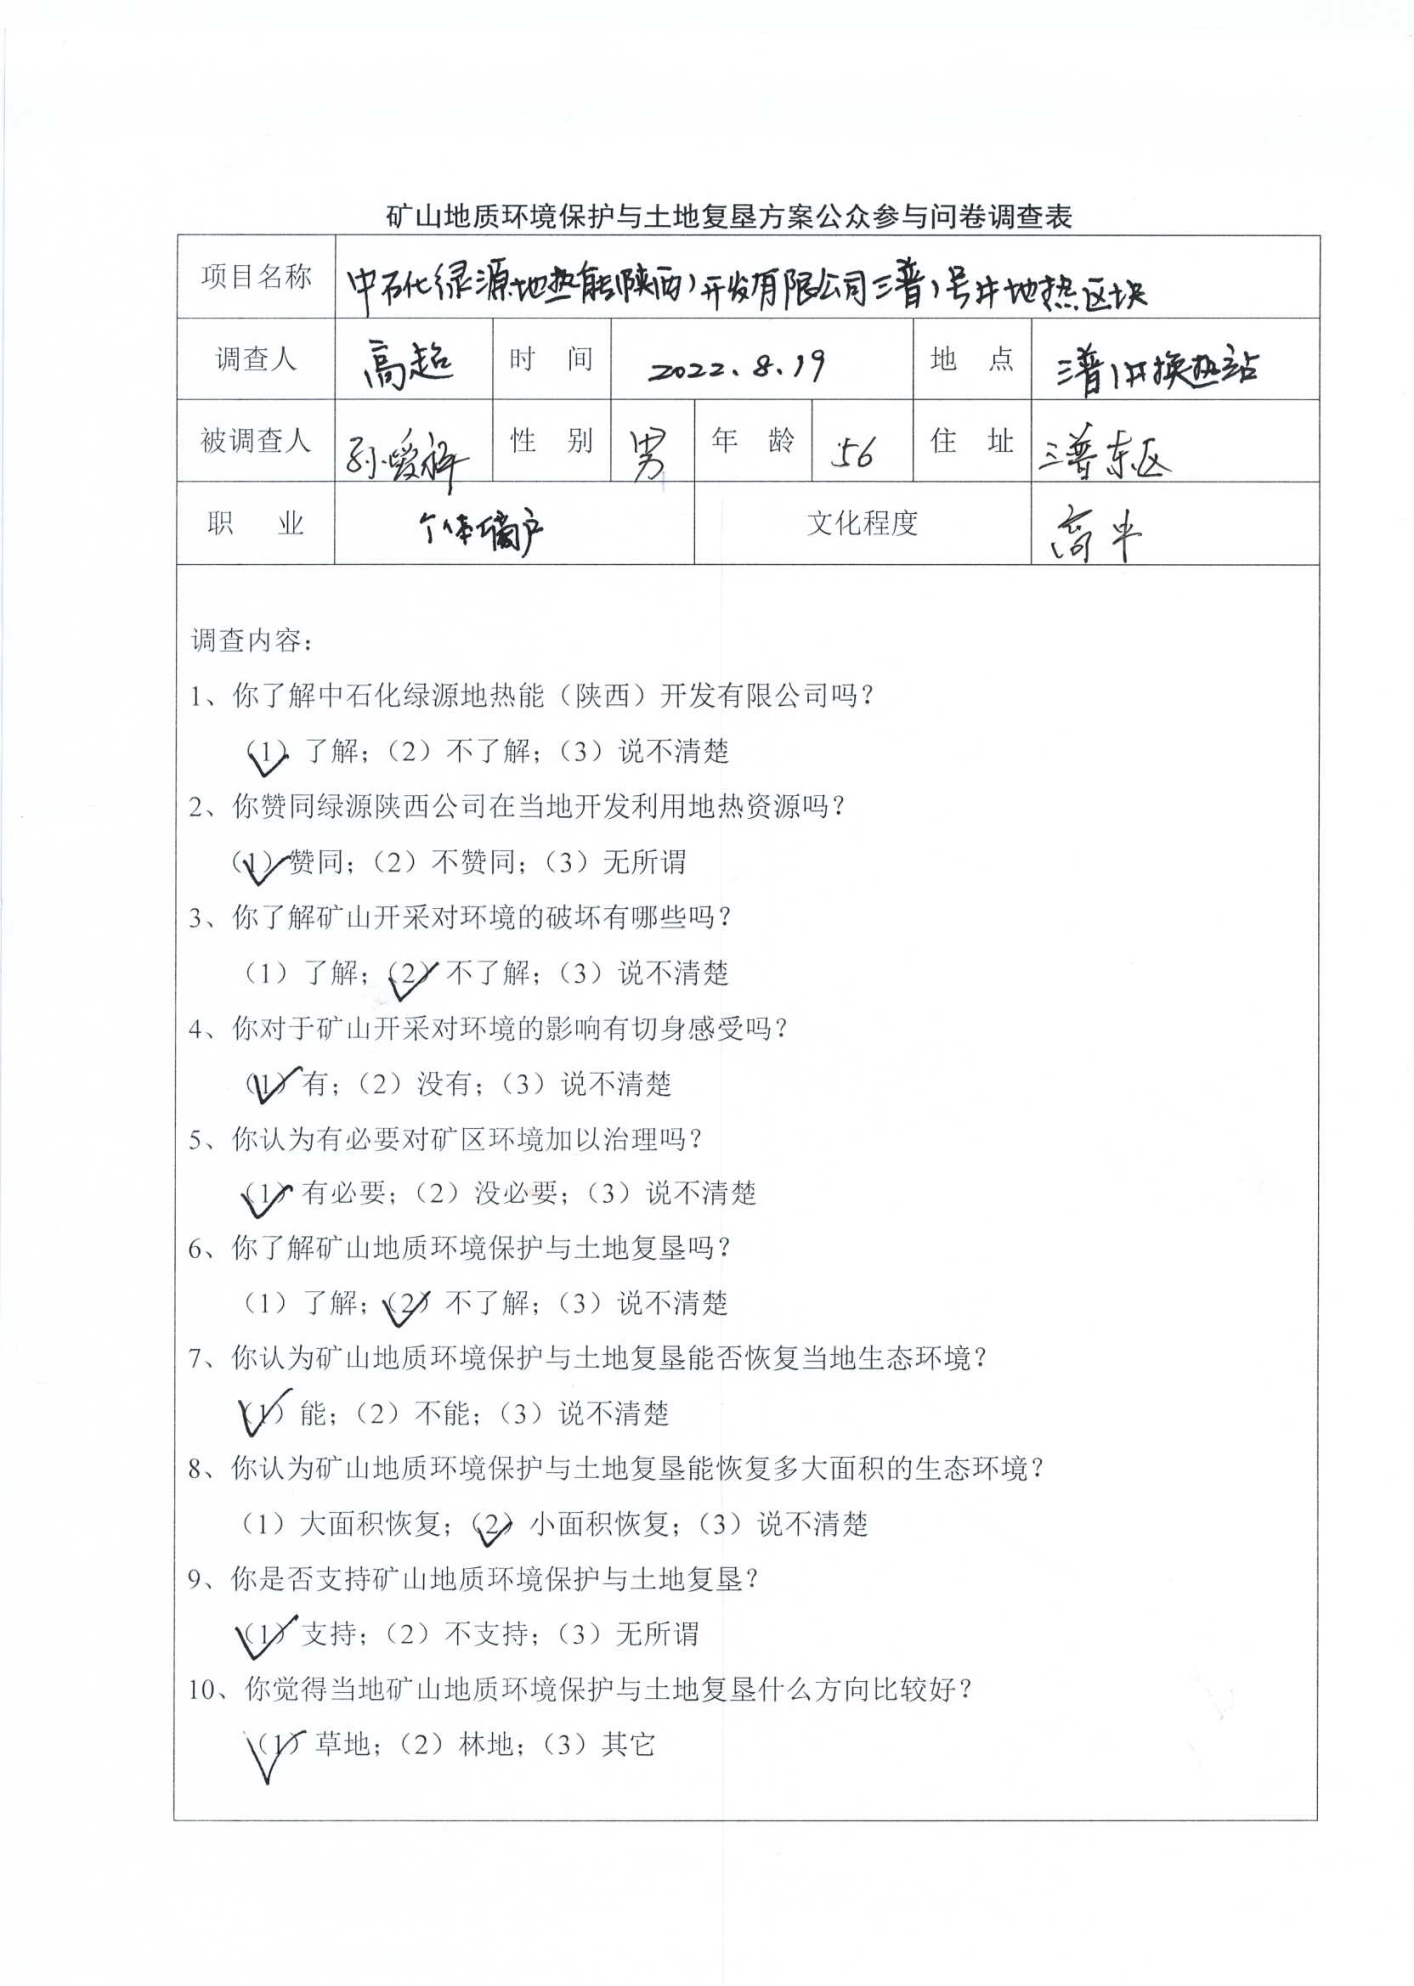 矿山地质环境保护与土地复垦方案公众参与问卷调查表
项目名称 中石化绿源地热能(陕西)开发有限公司三普1号井地热区块
调查人 高超 时 间 2022.8.19 地 点 三普1井换热站
被调查人 孙 性 别 男 年 龄 56 住 址 三普东区
职 业 个体 户 文化程度 高中
调查内容：
1、你了解中石化绿源地热能（陕西）开发有限公司吗？
（1）了解；（2）不了解；（3）说不清楚
2、你赞同绿源陕西公司在当地开发利用地热资源吗？
（1）赞同；（2）不赞同；（3）无所谓
3、你了解矿山开采对环境的破坏有哪些吗？
（1）了解；（2）不了解；（3）说不清楚
4、你对于矿山开采对环境的影响有切身感受吗？
（1）有；（2）没有；（3）说不清楚
5、你认为有必要对矿区环境加以治理吗？
（1）有必要；（2）没必要；（3）说不清楚
6、你了解矿山地质环境保护与土地复垦吗？
（1）了解；（2）不了解；（3）说不清楚
7、你认为矿山地质环境保护与土地复垦能否恢复当地生态环境？
（1）能；（2）不能；（3）说不清楚
8、你认为矿山地质环境保护与土地复垦能恢复多大面积的生态环境？
（1）大面积恢复；（2）小面积恢复；（3）说不清楚
9、你是否支持矿山地质环境保护与土地复垦？
（1）支持；（2）不支持；（3）无所谓
10、你觉得当地矿山地质环境保护与土地复垦什么方向比较好？
（1）草地；（2）林地；（3）其它